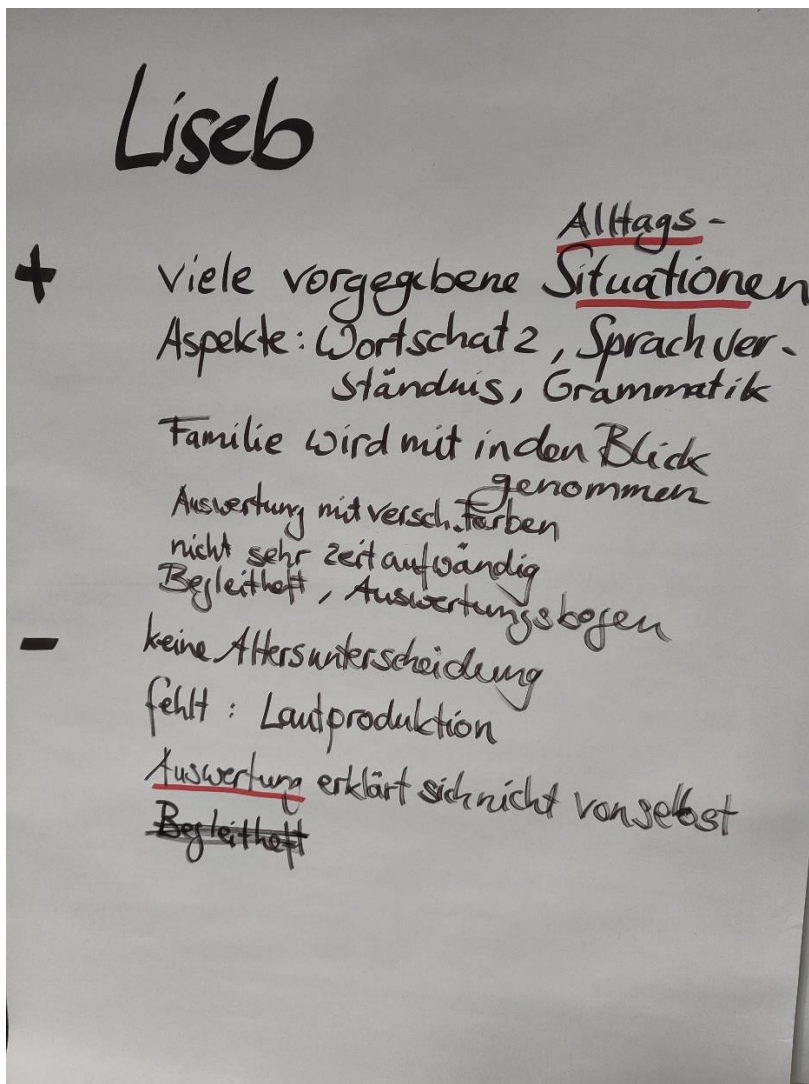 Liseb
Alltags-
+ Viele vorgegebene Situationen
Aspekte: Wortschatz, Sprachver-
ständnis, Grammatik
Familie wird mit in den Blick
genommen
Auswertung mit versch. Farben
nicht sehr zeitaufwändig
Begleitheft, Auswertungsbogen
- keine Altersunterscheidung
fehlt: Lautproduktion
Auswertung erklärt sich nicht von selbst
Begleitheft